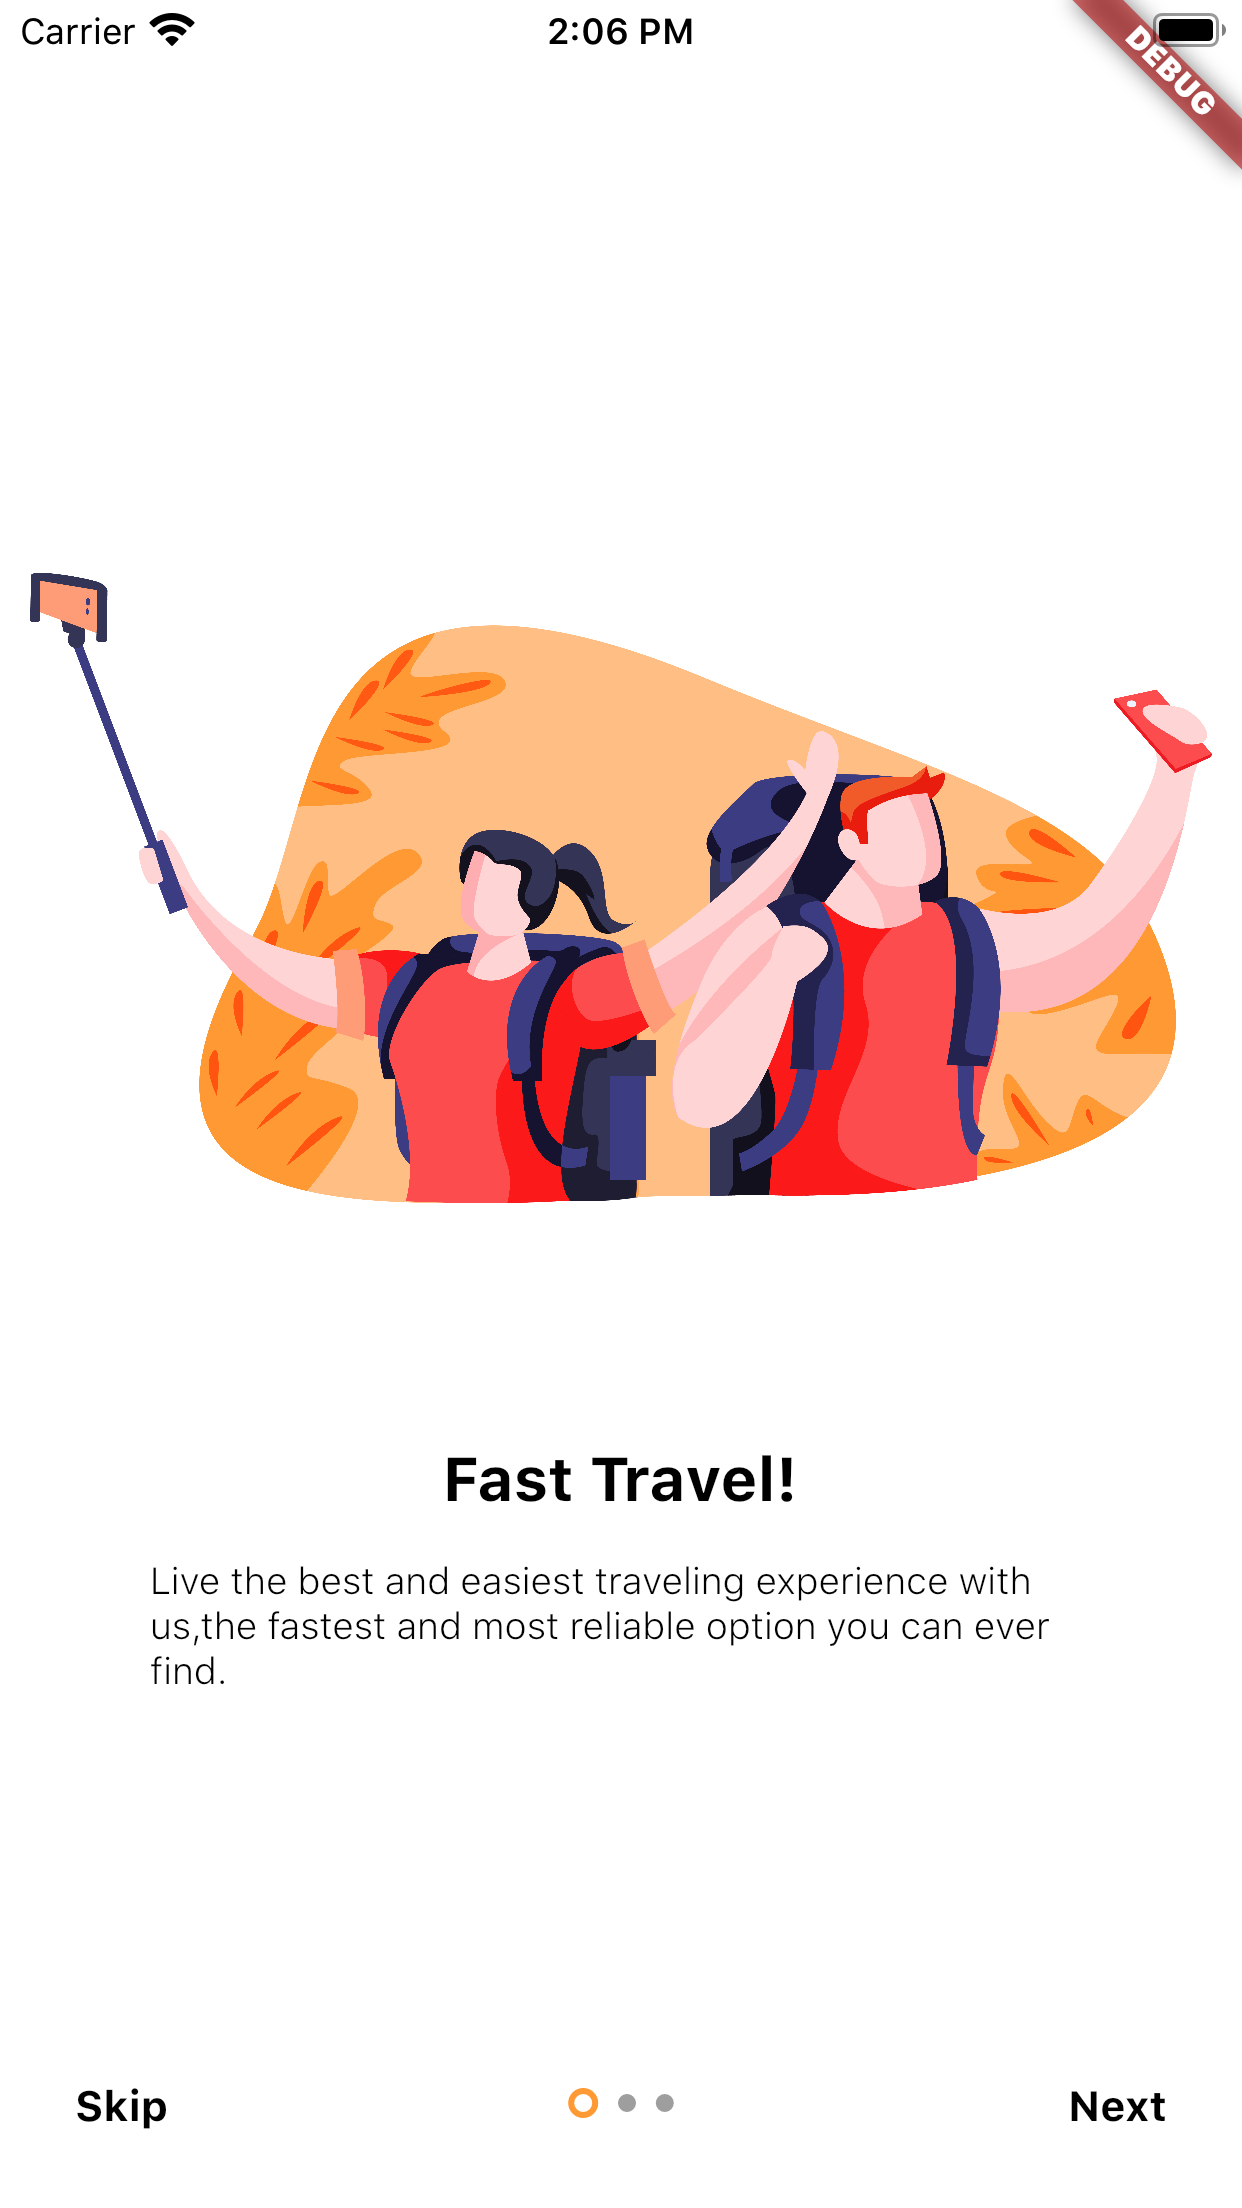 Carrier 2:06 PM
DEBUG
Fast Travel!
Live the best and easiest traveling experience with
us,the fastest and most reliable option you can ever
find.
Skip Next